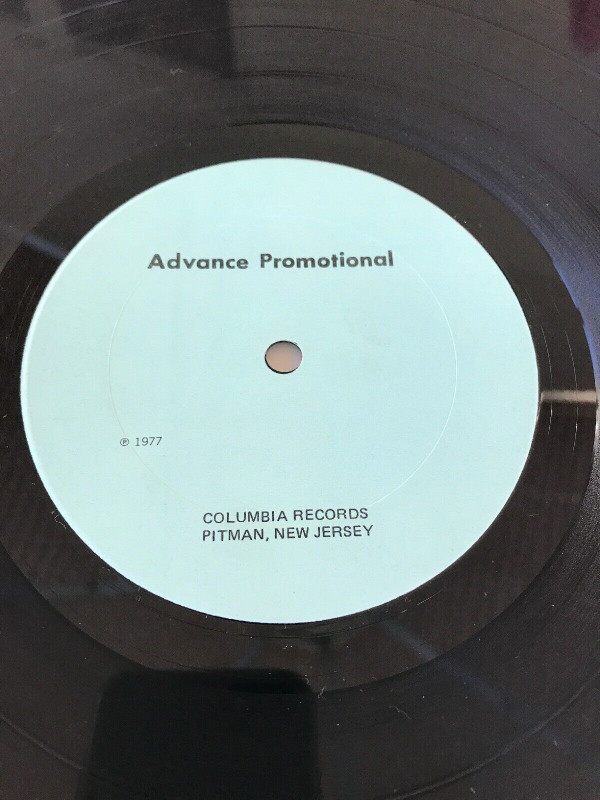 Advance Promotional
℗ 1977
COLUMBIA RECORDS
PITMAN, NEW JERSEY